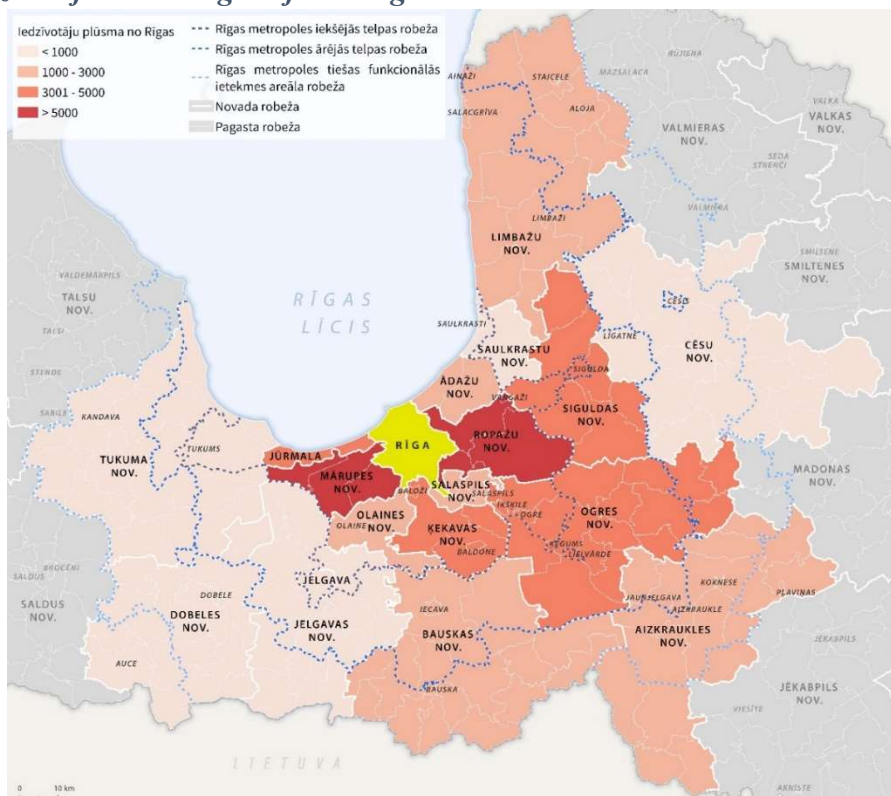 Iedzīvotāju plūsma no Rīgas
< 1000
1000 - 3000
3001 - 5000
> 5000
Rīgas metropoles iekšējās telpas robeža
Rīgas metropoles ārējās telpas robeža
Rīgas metropoles tiešas funkcionālās
ietekmes areāla robeža
Novada robeža
Pagasta robeža
AINAŽI
STAICELE
MAZSALACA
RŪJIENA
SALACGRĪVA
ALOJA
VALKA
VALKAS
NOV.
VALMIERAS
NOV.
SEDA
STRENČI
VALMIERA
LIMBAŽI
LIMBAŽU
NOV.
SMILTENE
SMILTENES
NOV.
VALDEMĀRPILS
TALSU
NOV.
TALSI
STENDE
SABILE
RĪGAS
LĪCIS
SAULKRASTI
SAULKRASTU
NOV.
CĒSIS
LĪGATNE
CĒSU
NOV.
ĀDAŽU
NOV.
VANGAŽI
SIGULDA
SIGULDAS
NOV.
KANDAVA
TUKUMS
TUKUMA
NOV.
JŪRMALA
RĪGA
ROPAŽU
NOV.
MĀRUPES
NOV.
MADONAS
NOV.
SALASPILS
NOV.
SALASPILS
BALOŽI
OLAINES
NOV.
OLAINE
IKŠĶILE
OGRE
OGRES
NOV.
ĶEKAVAS
NOV.
BALDONE
ĶEGUMS
LIELVĀRDE
BROCĒNI
SALDUS
SALDUS
NOV.
DOBELE
DOBELES
NOV.
AUCE
JELGAVA
JELGAVAS
NOV.
IECAVA
BAUSKAS
NOV.
BAUSKA
JAUNJELGAVA
AIZKRAUKLE
KOKNESE
PĻAVIŅAS
AIZKRAUKLES
NOV.
JĒKABPILS
JĒKABPILS
NOV.
VIESĪTE
AKNĪSTE
LIETUVA
0 10 km